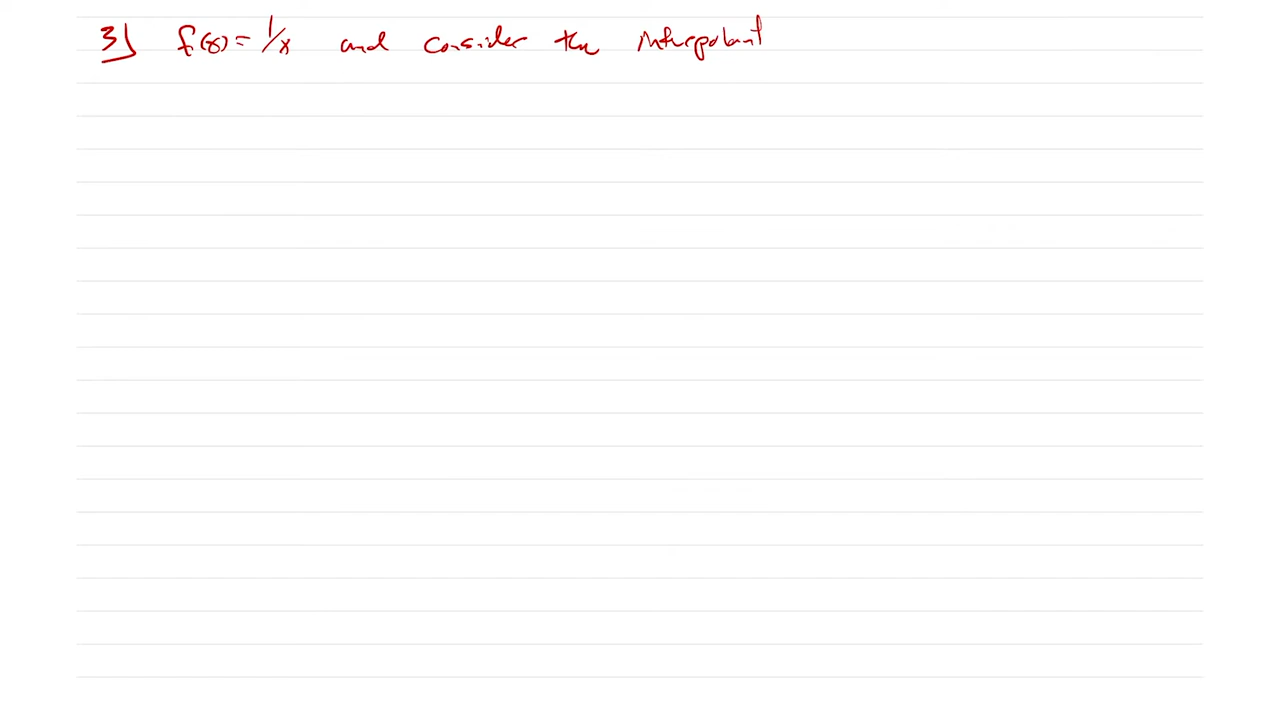 3) f(x) = 1/x and consider the interpolant